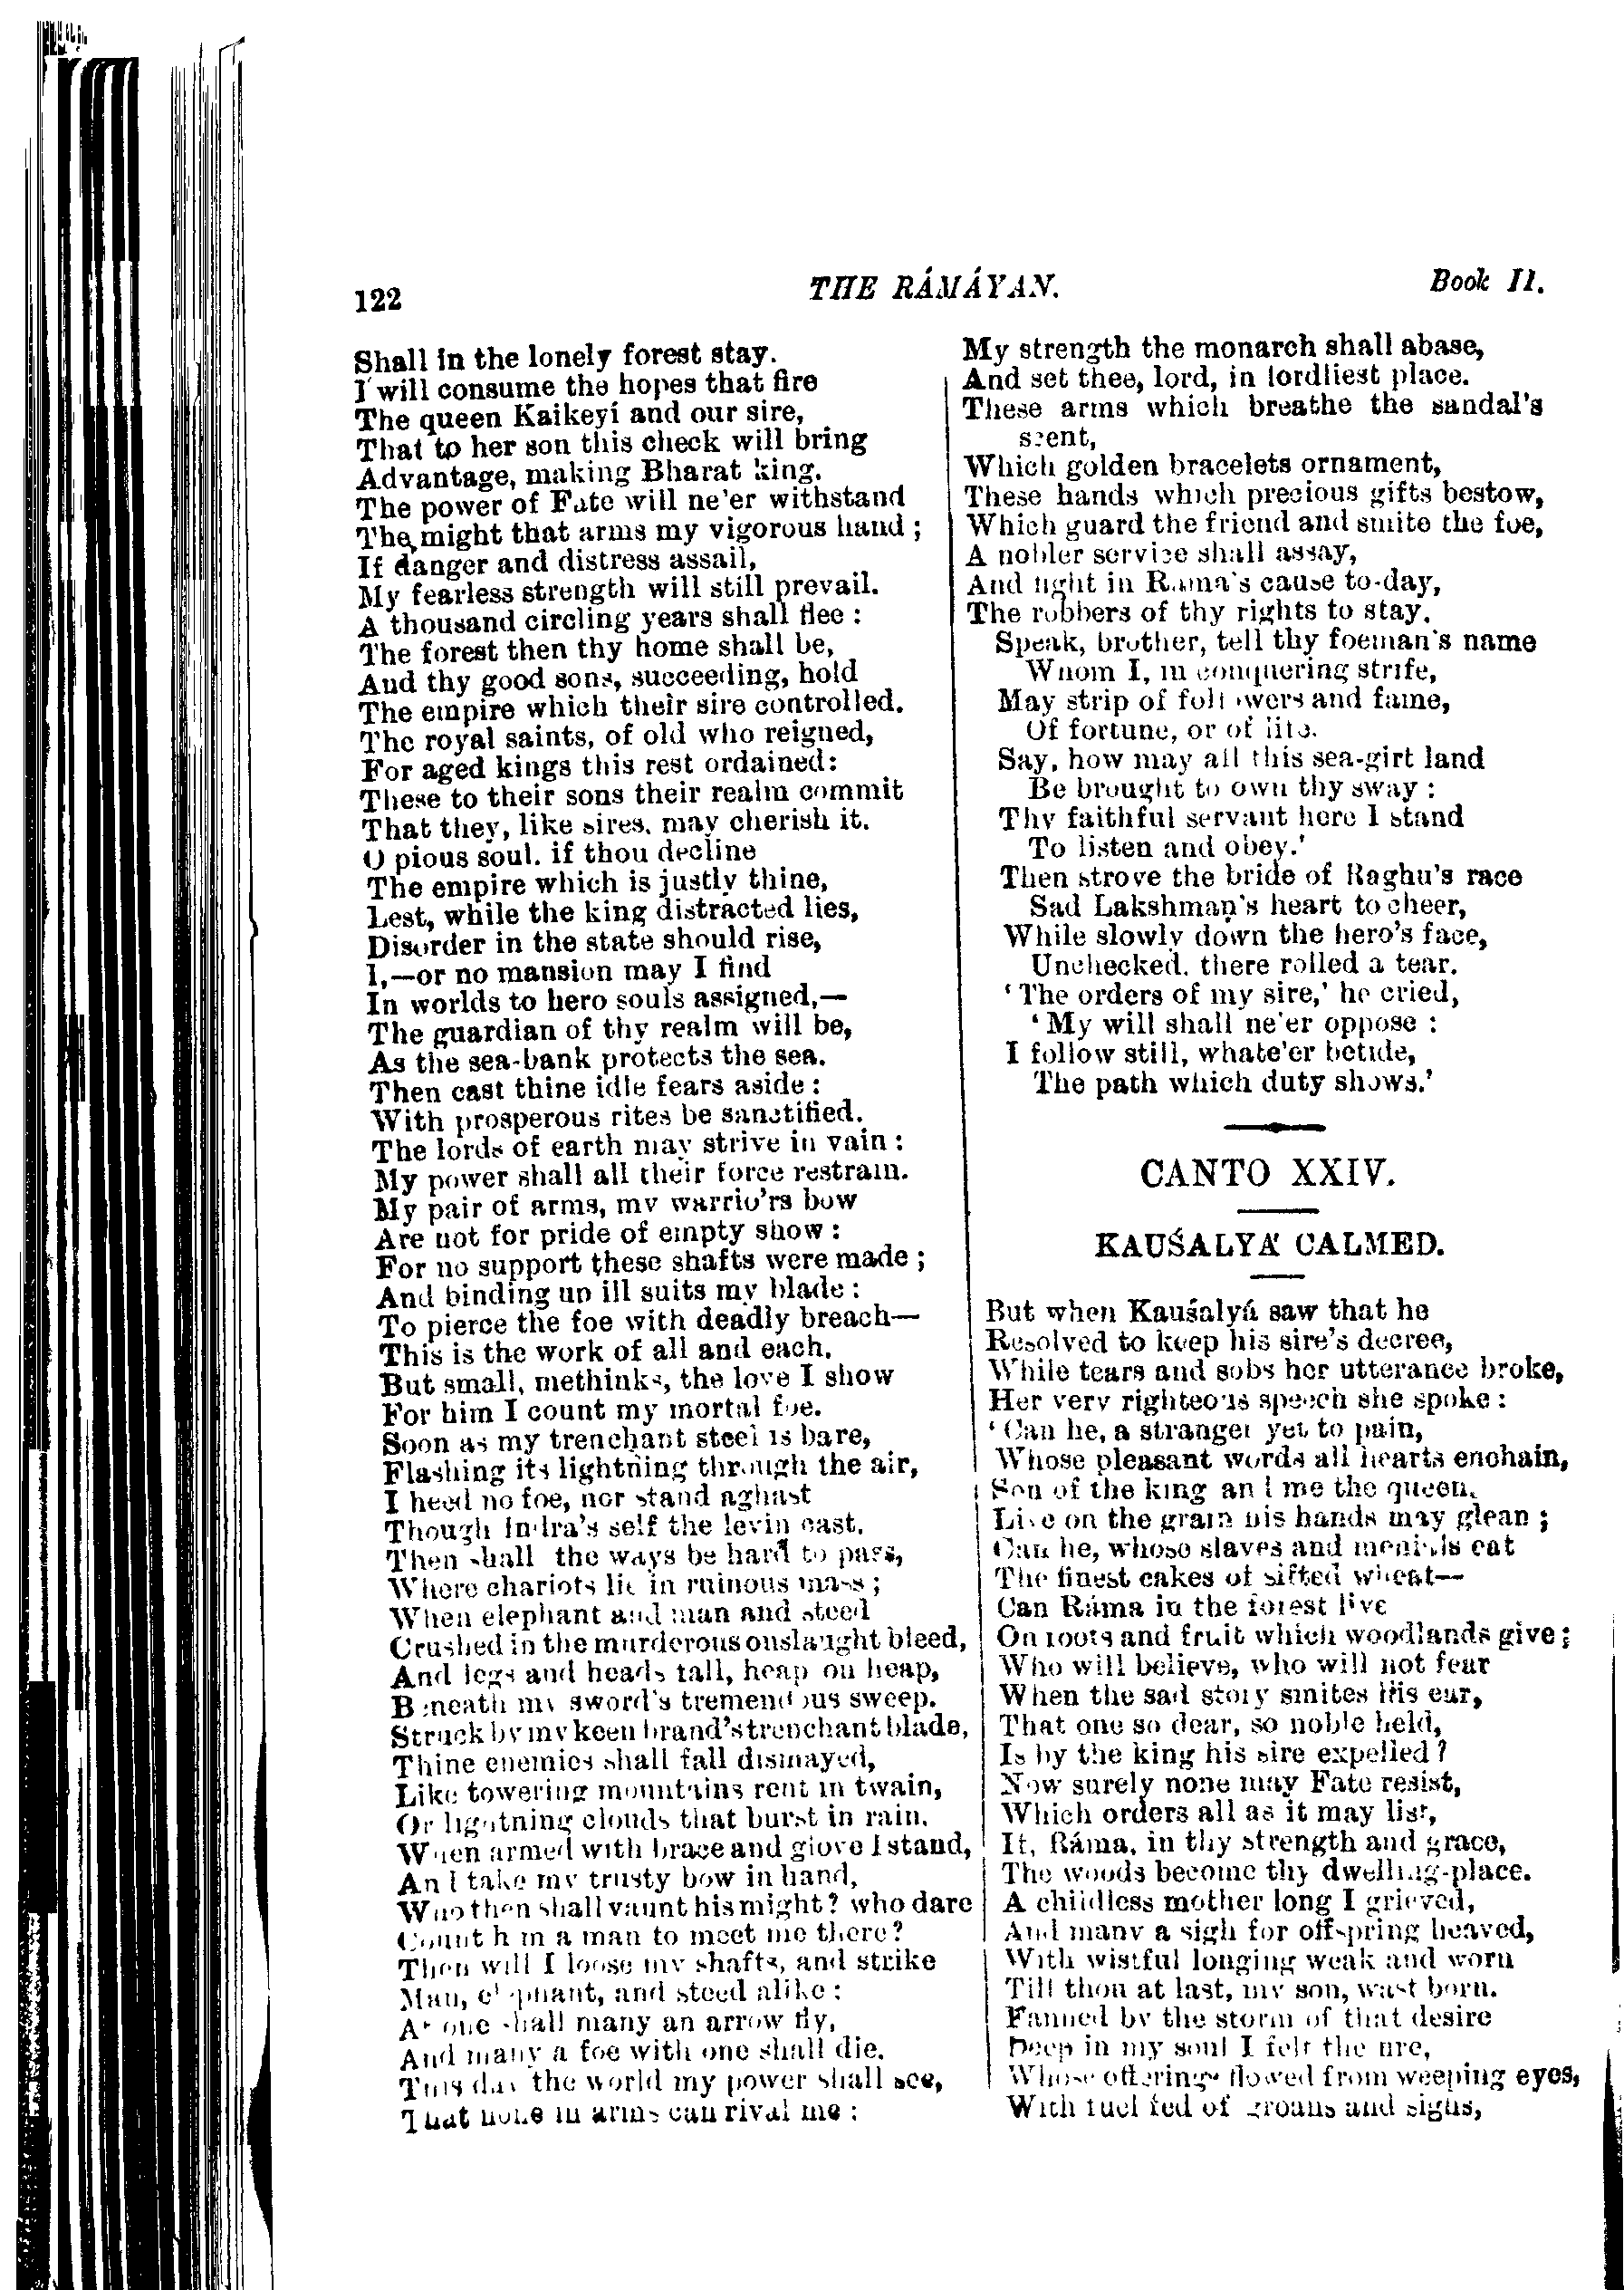 122
THE RÁMÁYAN.
Book II.
Shall in the lonely forest stay.
I will consume the hopes that fire
The queen Kaikeyí and our sire,
That to her son this check will bring
Advantage, making Bharat king.
The power of Fate will ne'er withstand
The might that arms my vigorous hand ;
If danger and distress assail,
My fearless strength will still prevail.
A thousand circling years shall flee :
The forest then thy home shall be,
And thy good sons, succeeding, hold
The empire which their sire controlled.
The royal saints, of old who reigned,
For aged kings this rest ordained:
These to their sons their realm commit
That they, like sires, may cherish it.
O pious soul, if thou decline
The empire which is justly thine,
Lest, while the king distracted lies,
Disorder in the state should rise,
I,—or no mansion may I find
In worlds to hero souls assigned,—
The guardian of thy realm will be,
As the sea-bank protects the sea.
Then cast thine idle fears aside :
With prosperous rites be sanctified.
The lords of earth may strive in vain :
My power shall all their force restrain.
My pair of arms, my warrio'rs bow
Are not for pride of empty show :
For no support these shafts were made ;
And binding up ill suits my blade :
To pierce the foe with deadly breach—
This is the work of all and each.
But small, methinks, the love I show
For him I count my mortal foe.
Soon as my trenchant steel is bare,
Flashing its lightning through the air,
I heed no foe, nor stand aghast
Though Indra's self the levin cast.
Then shall the ways be hard to pass,
Where chariots lie in ruinous mass ;
When elephant and man and steed
Crushed in the murderous onslaught bleed,
And legs and heads fall, heap on heap,
Beneath my sword's tremendous sweep.
Struck by my keen brand's trenchant blade,
Thine enemies shall fall dismayed,
Like towering mountains rent in twain,
Or lightning clouds that burst in rain.
When armed with brace and glove I stand,
And take my trusty bow in hand,
Who then shall vaunt his might? who dare
Count him a man to meet me there?
Then will I loose my shafts, and strike
Man, elephant, and steed alike :
At one shall many an arrow fly,
And many a foe with one shall die.
This day the world my power shall see,
That none in arms can rival me :
My strength the monarch shall abase,
And set thee, lord, in lordliest place.
These arms which breathe the sandal's
scent,
Which golden bracelets ornament,
These hands which precious gifts bestow,
Which guard the friend and smite the foe,
A nobler service shall assay,
And fight in Ráma's cause to-day,
The robbers of thy rights to stay.
Speak, brother, tell thy foeman's name
Whom I, in conquering strife,
May strip of followers and fame,
Of fortune, or of life.
Say, how may all this sea-girt land
Be brought to own thy sway :
Thy faithful servant here I stand
To listen and obey.'
Then strove the bride of Raghu's race
Sad Lakshmaṇ's heart to cheer,
While slowly down the hero's face,
Unchecked, there rolled a tear.
'The orders of my sire,' he cried,
'My will shall ne'er oppose :
I follow still, whate'er betide,
The path which duty shows.'
CANTO XXIV.
KAUŚALYÁ CALMED.
But when Kauśalyá saw that he
Resolved to keep his sire's decree,
While tears and sobs her utterance broke,
Her very righteous speech she spoke :
'Can he, a stranger yet to pain,
Whose pleasant words all hearts enchain,
Son of the king and me the queen,
Live on the grain his hands may glean ;
Can he, whose slaves and menials eat
The finest cakes of sifted wheat—
Can Ráma in the forest live
On roots and fruit which woodlands give ;
Who will believe, who will not fear
When the sad story smites his ear,
That one so dear, so noble held,
Is by the king his sire expelled?
Now surely none may Fate resist,
Which orders all as it may list,
If, Ráma, in thy strength and grace,
The woods become thy dwelling-place.
A childless mother long I grieved,
And many a sigh for offspring heaved,
With wistful longing weak and worn
Till thou at last, my son, wast born.
Fanned by the storm of that desire
Deep in my soul I felt the fire,
Whose offerings flowed from weeping eyes,
With fuel fed of groans and sighs,